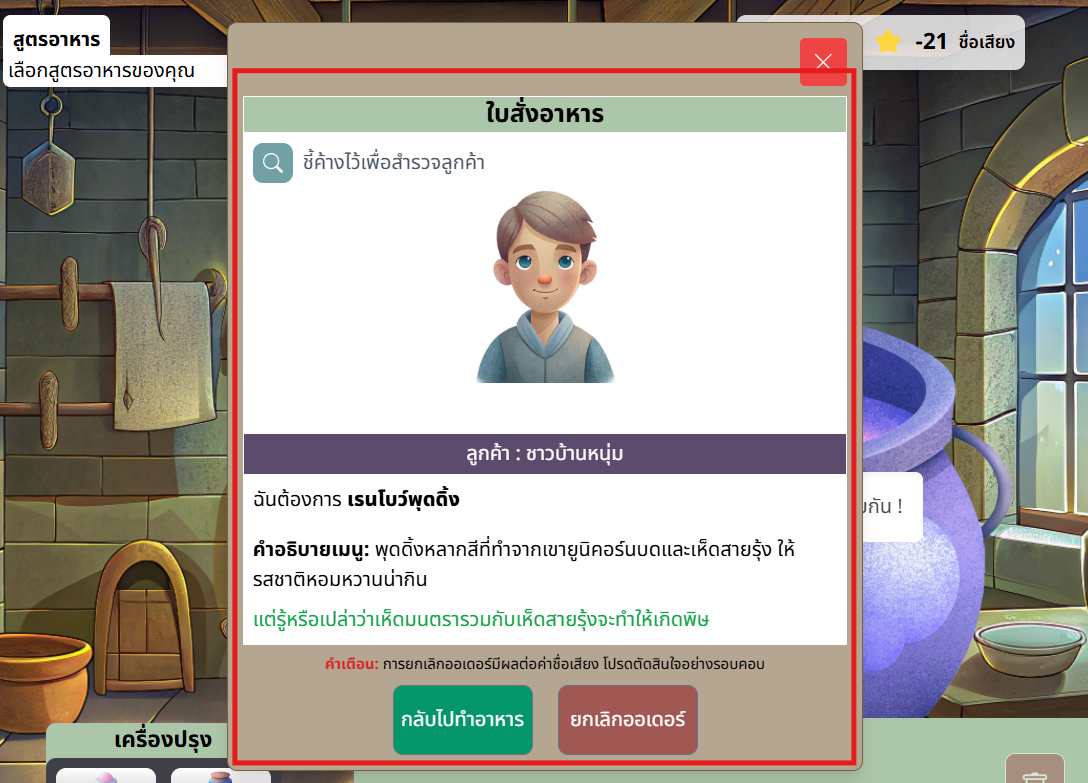 สูตรอาหาร
เลือกสูตรอาหารของคุณ
-21 ชื่อเสียง
ใบสั่งอาหาร
ชี้ค้างไว้เพื่อสำรวจลูกค้า
ลูกค้า : ชาวบ้านหนุ่ม
ฉันต้องการ เรนโบว์พุดดิ้ง
คำอธิบายเมนู: พุดดิ้งหลากสีที่ทำจากเขายูนิคอร์นบดและเห็ดสายรุ้ง ให้
รสชาติหอมหวานน่ากิน
แต่รู้หรือเปล่าว่าเห็ดมนตรารวมกับเห็ดสายรุ้งจะทำให้เกิดพิษ
คำเตือน: การยกเลิกออเดอร์มีผลต่อค่าชื่อเสียง โปรดตัดสินใจอย่างรอบคอบ
กลับไปทำอาหาร
ยกเลิกออเดอร์
กัน !
เครื่องปรุง